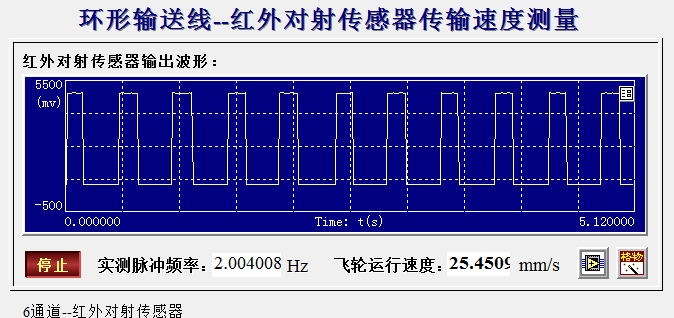 环形输送线--红外对射传感器传输速度测量
红外对射传感器输出波形：
5500
(mv)
-500
0.000000 Time: t(s) 5.120000
停止 实测脉冲频率： 2.004008 Hz 飞轮运行速度： 25.4509 mm/s 格物
6通道--红外对射传感器